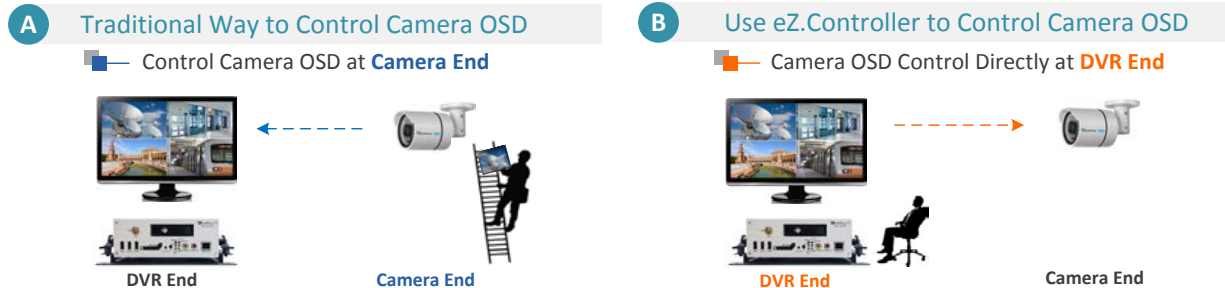 A
Traditional Way to Control Camera OSD
Control Camera OSD at Camera End
DVR End
Camera End
B
Use eZ.Controller to Control Camera OSD
Camera OSD Control Directly at DVR End
DVR End
Camera End